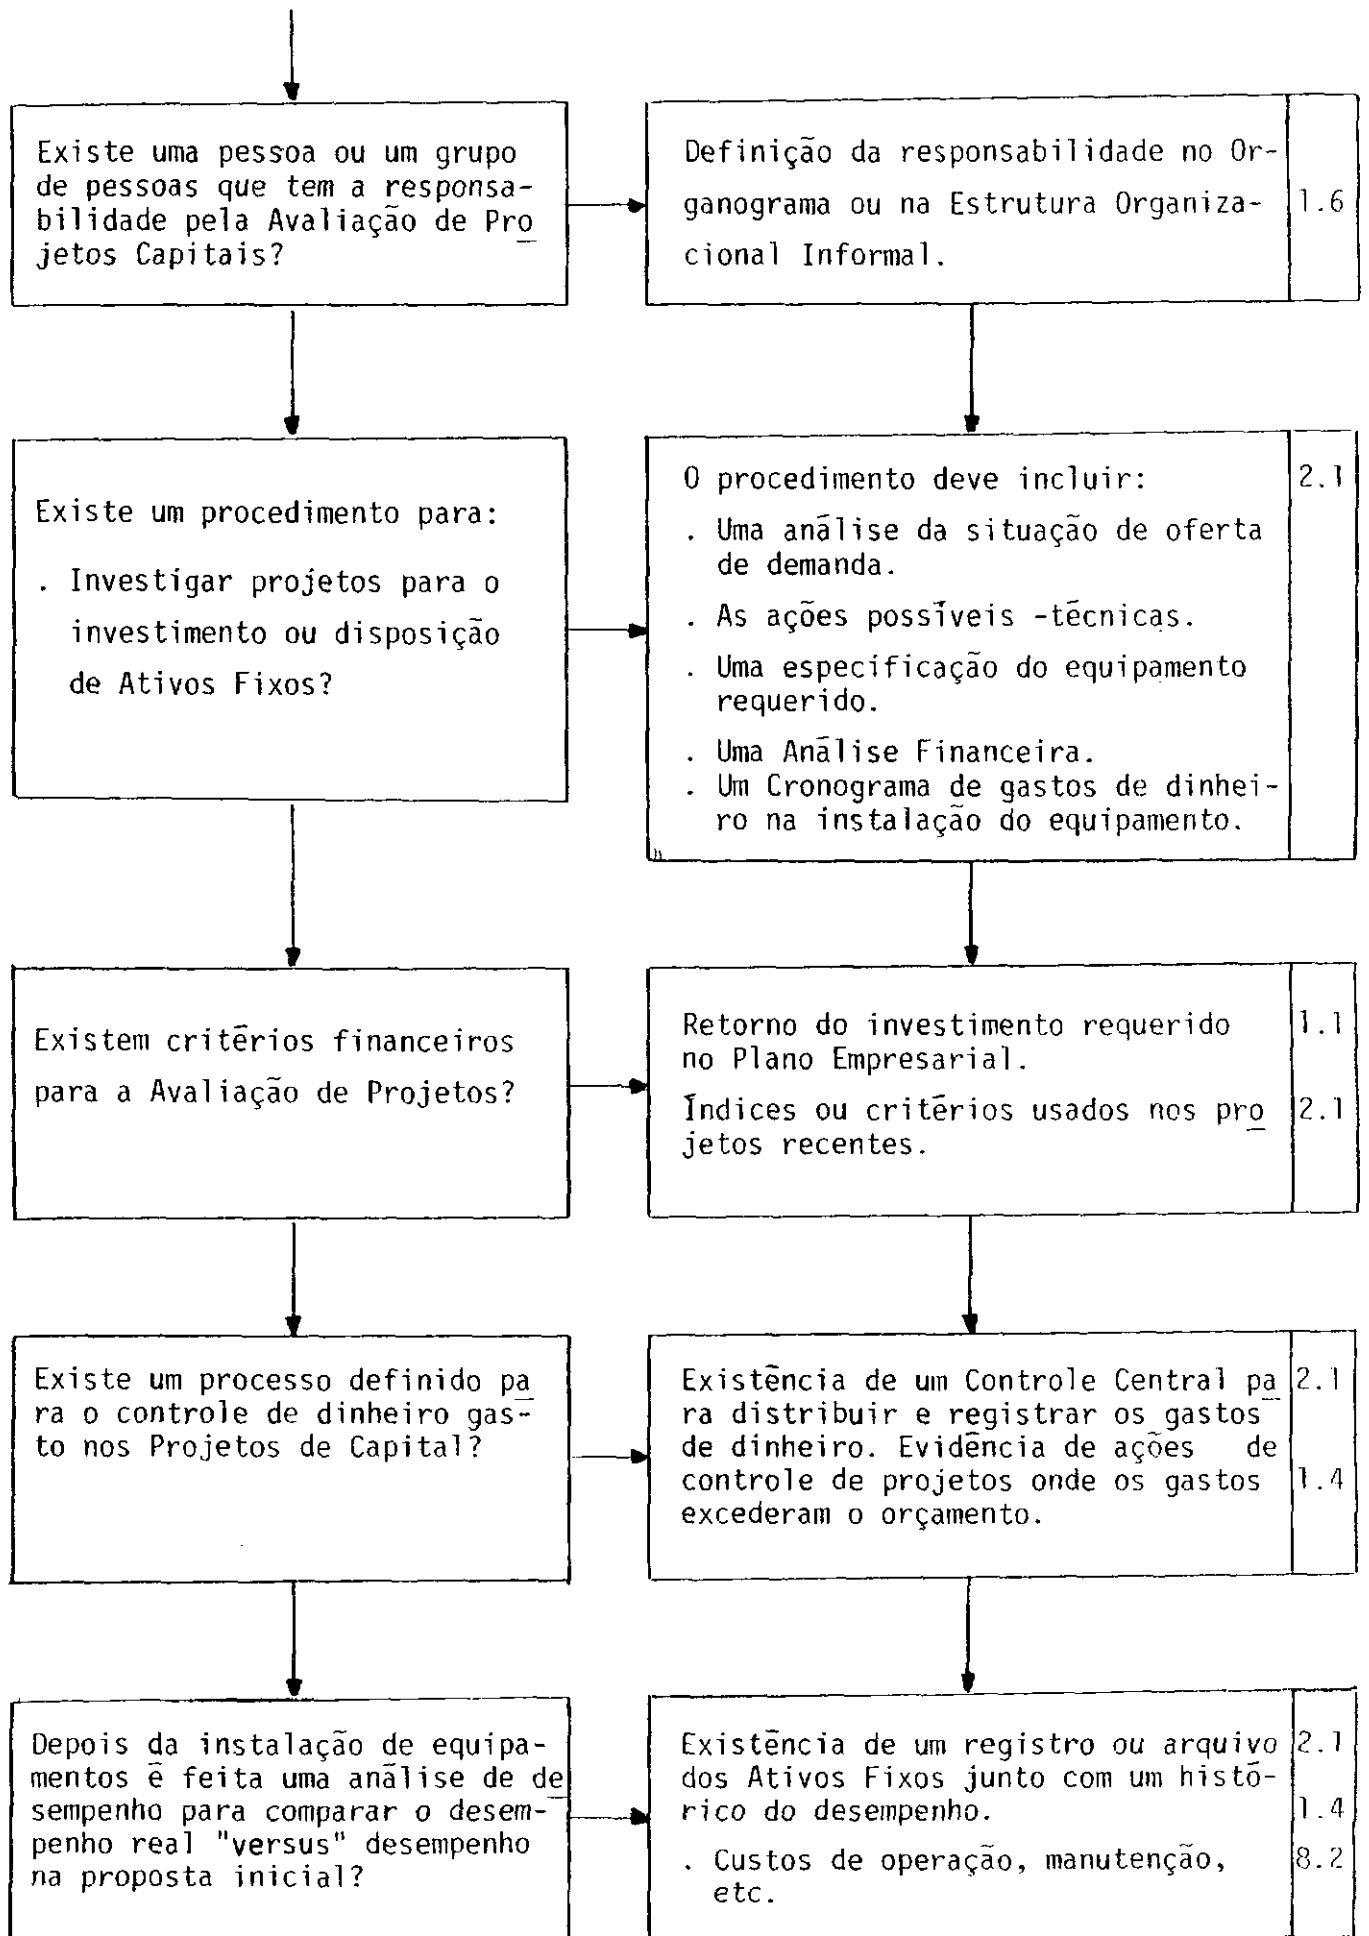 Existe uma pessoa ou um grupo
de pessoas que tem a responsa-
bilidade pela Avaliação de Pro
jetos Capitais?
Definição da responsabilidade no Or-
ganograma ou na Estrutura Organiza-
cional Informal.
1.6
Existe um procedimento para:
. Investigar projetos para o
investimento ou disposição
de Ativos Fixos?
O procedimento deve incluir:
. Uma análise da situação de oferta
de demanda.
. As ações possíveis -técnicas.
. Uma especificação do equipamento
requerido.
. Uma Análise Financeira.
. Um Cronograma de gastos de dinhei-
ro na instalação do equipamento.
2.1
Existem critérios financeiros
para a Avaliação de Projetos?
Retorno do investimento requerido
no Plano Empresarial.
Índices ou critérios usados nos pro
jetos recentes.
1.1
2.1
Existe um processo definido pa
ra o controle de dinheiro gas-
to nos Projetos de Capital?
Existência de um Controle Central pa
ra distribuir e registrar os gastos
de dinheiro. Evidência de ações de
controle de projetos onde os gastos
excederam o orçamento.
2.1
1.4
Depois da instalação de equipa-
mentos é feita uma análise de de
sempenho para comparar o desem-
penho real "versus" desempenho
na proposta inicial?
Existência de um registro ou arquivo
dos Ativos Fixos junto com um histó-
rico do desempenho.
. Custos de operação, manutenção,
etc.
2.1
1.4
8.2